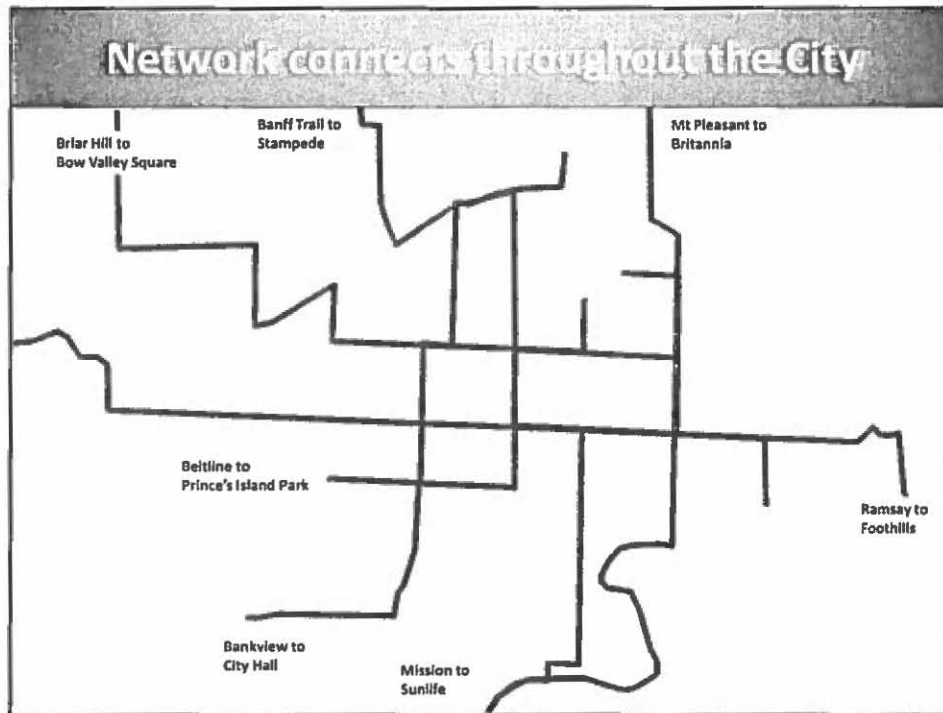 Network connects throughout the City
Briar Hill to
Bow Valley Square
Banff Trail to
Stampede
Mt Pleasant to
Britannia
Beltline to
Prince's Island Park
Ramsay to
Foothills
Bankview to
City Hall
Mission to
Sunlife